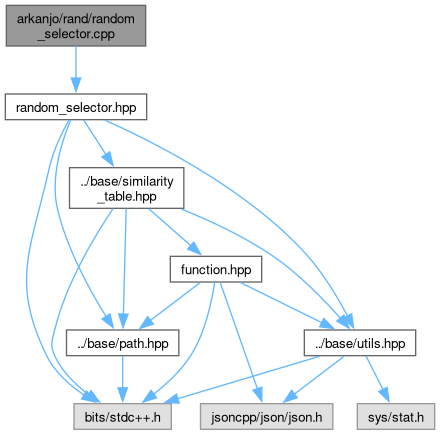 arkanjo/rand/random
_selector.cpp
random_selector.hpp
../base/similarity
_table.hpp
function.hpp
../base/path.hpp
../base/utils.hpp
bits/stdc++.h
jsoncpp/json/json.h
sys/stat.h